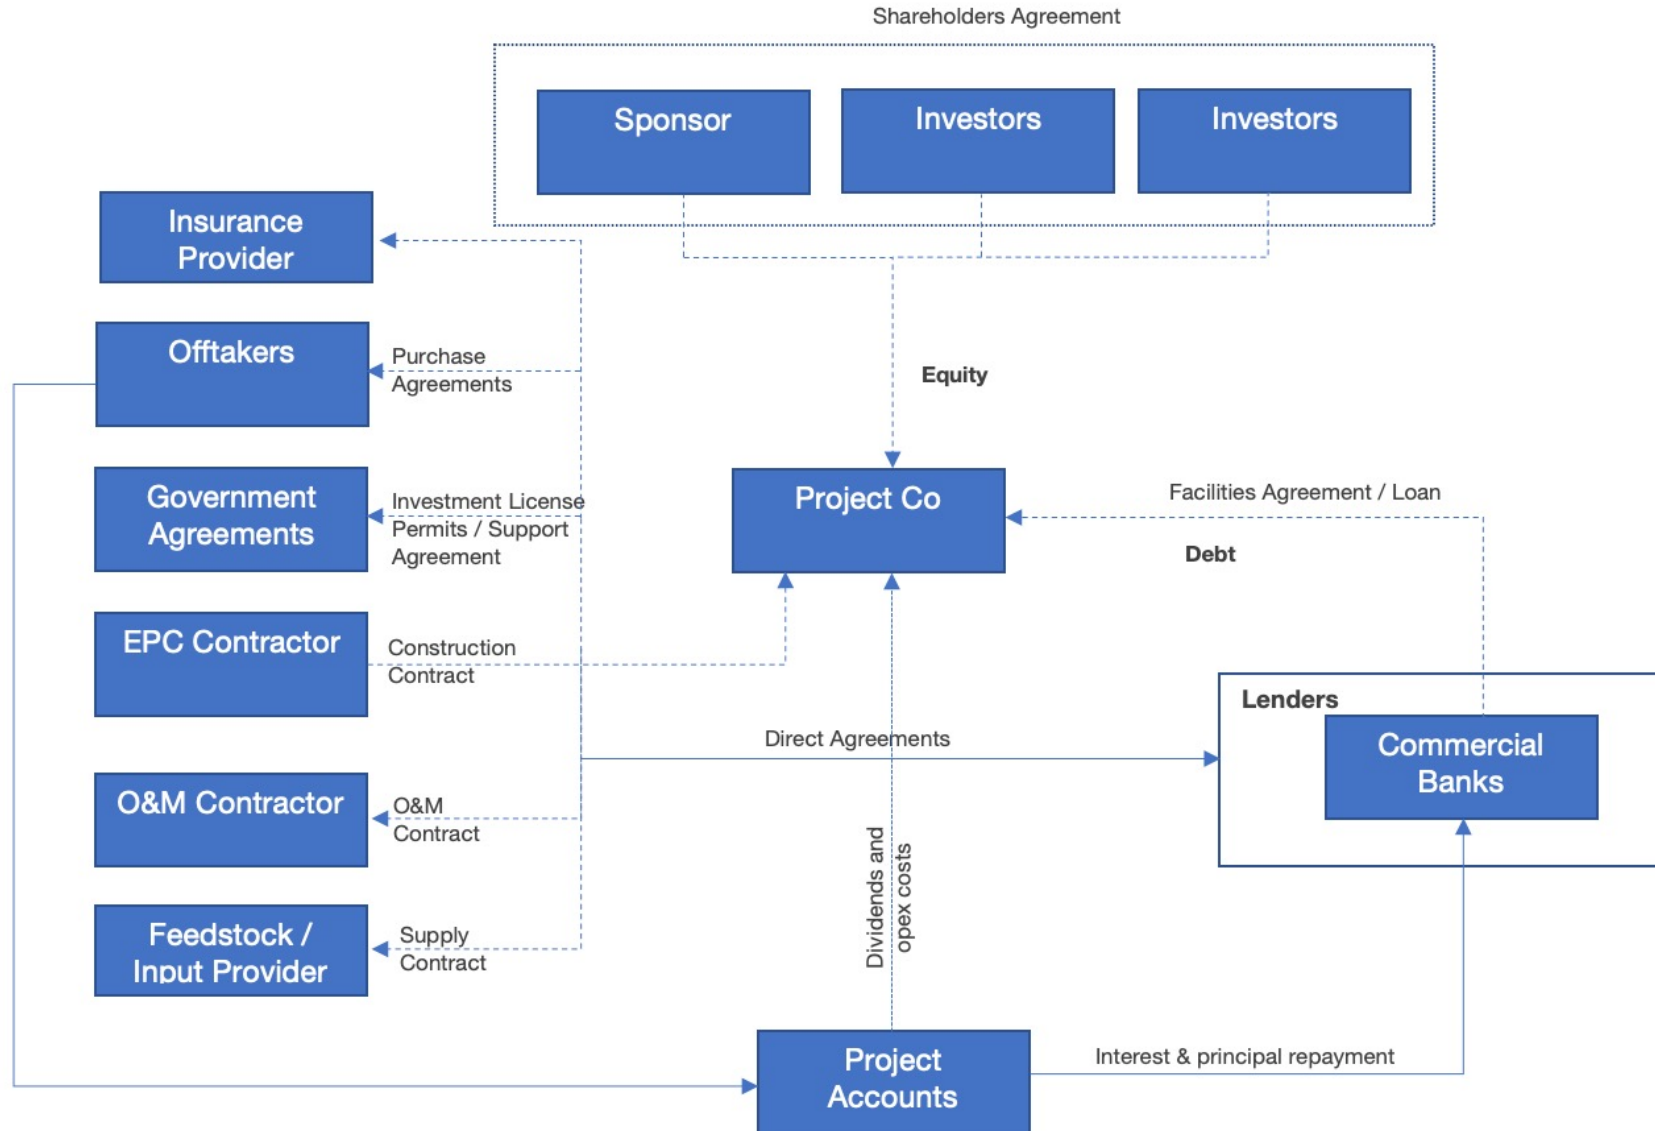 Shareholders Agreement
Sponsor
Investors
Investors
Insurance
Provider
Offtakers
Purchase
Agreements
Equity
Government
Agreements
Investment License
Permits / Support
Agreement
Project Co
Facilities Agreement / Loan
Debt
EPC Contractor
Construction
Contract
Lenders
Commercial
Banks
Direct Agreements
O&M Contractor
O&M
Contract
Dividends and
opex costs
Feedstock /
Input Provider
Supply
Contract
Project
Accounts
Interest & principal repayment